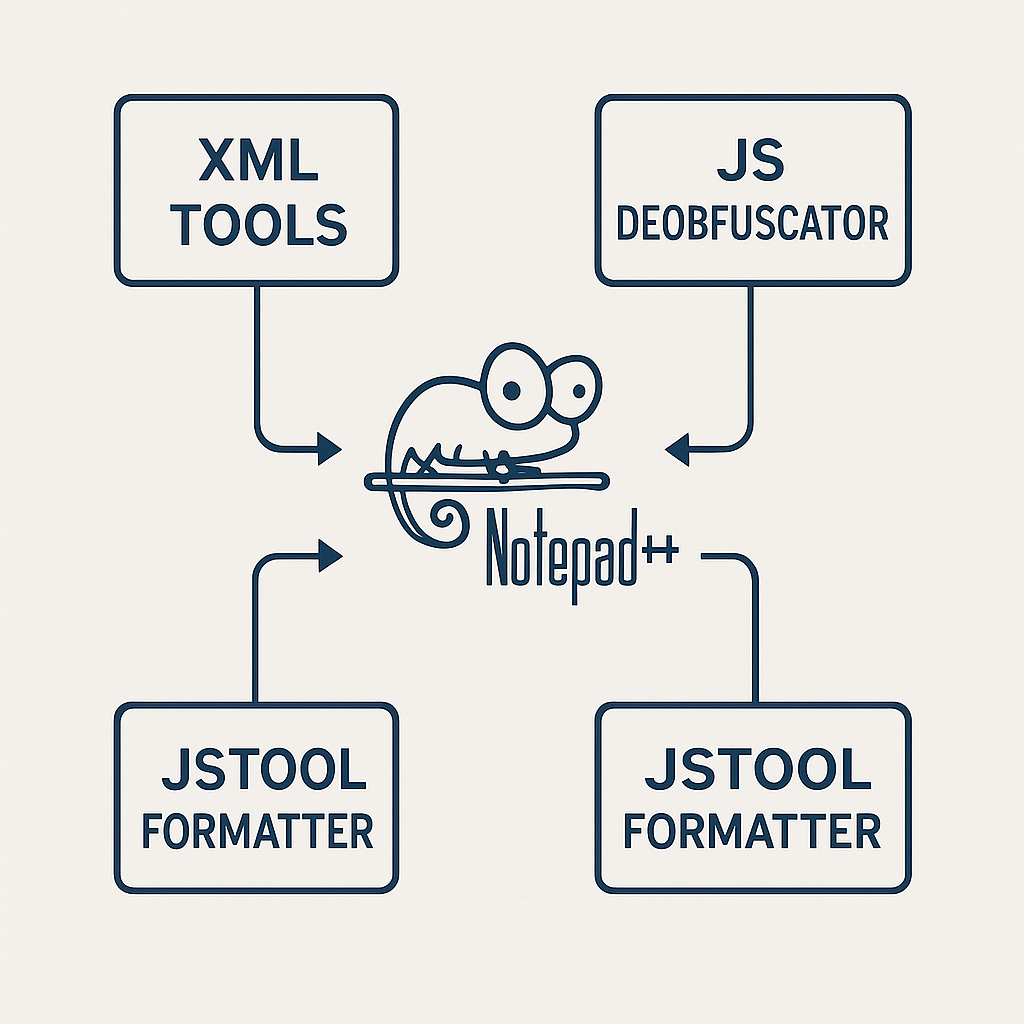 XML
TOOLS
JS
DEOBFUSCATOR
Notepad++
JSTOOL
FORMATTER
JSTOOL
FORMATTER